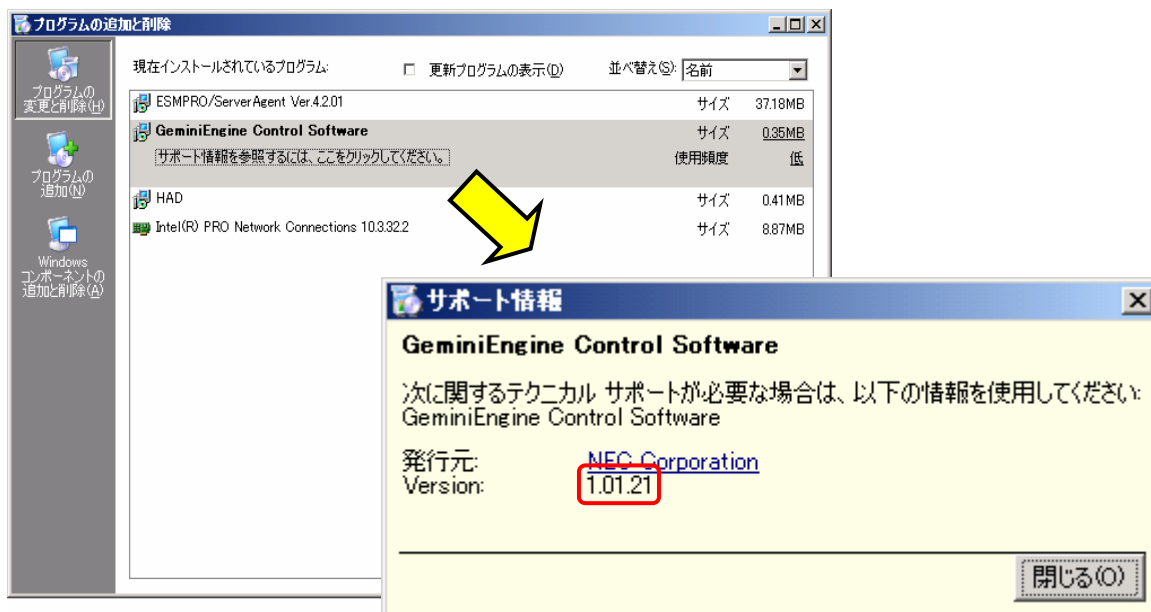 プログラムの追加と削除
現在インストールされているプログラム:
更新プログラムの表示(D)
並べ替え(S):
名前
プログラムの
変更と削除(H)
プログラムの
追加(N)
Windows
コンポーネントの
追加と削除(A)
ESMPRO/ServerAgent Ver.4.2.01
サイズ 37.18MB
GeminiEngine Control Software
サイズ 0.35MB
サポート情報を参照するには、ここをクリックしてください。
使用頻度 低
HAD
サイズ 0.41MB
Intel(R) PRO Network Connections 10.3.32.2
サイズ 8.87MB
サポート情報
GeminiEngine Control Software
次に関するテクニカル サポートが必要な場合は、以下の情報を使用してください:
GeminiEngine Control Software
発行元: NEC Corporation
Version: 1.01.21
閉じる(O)